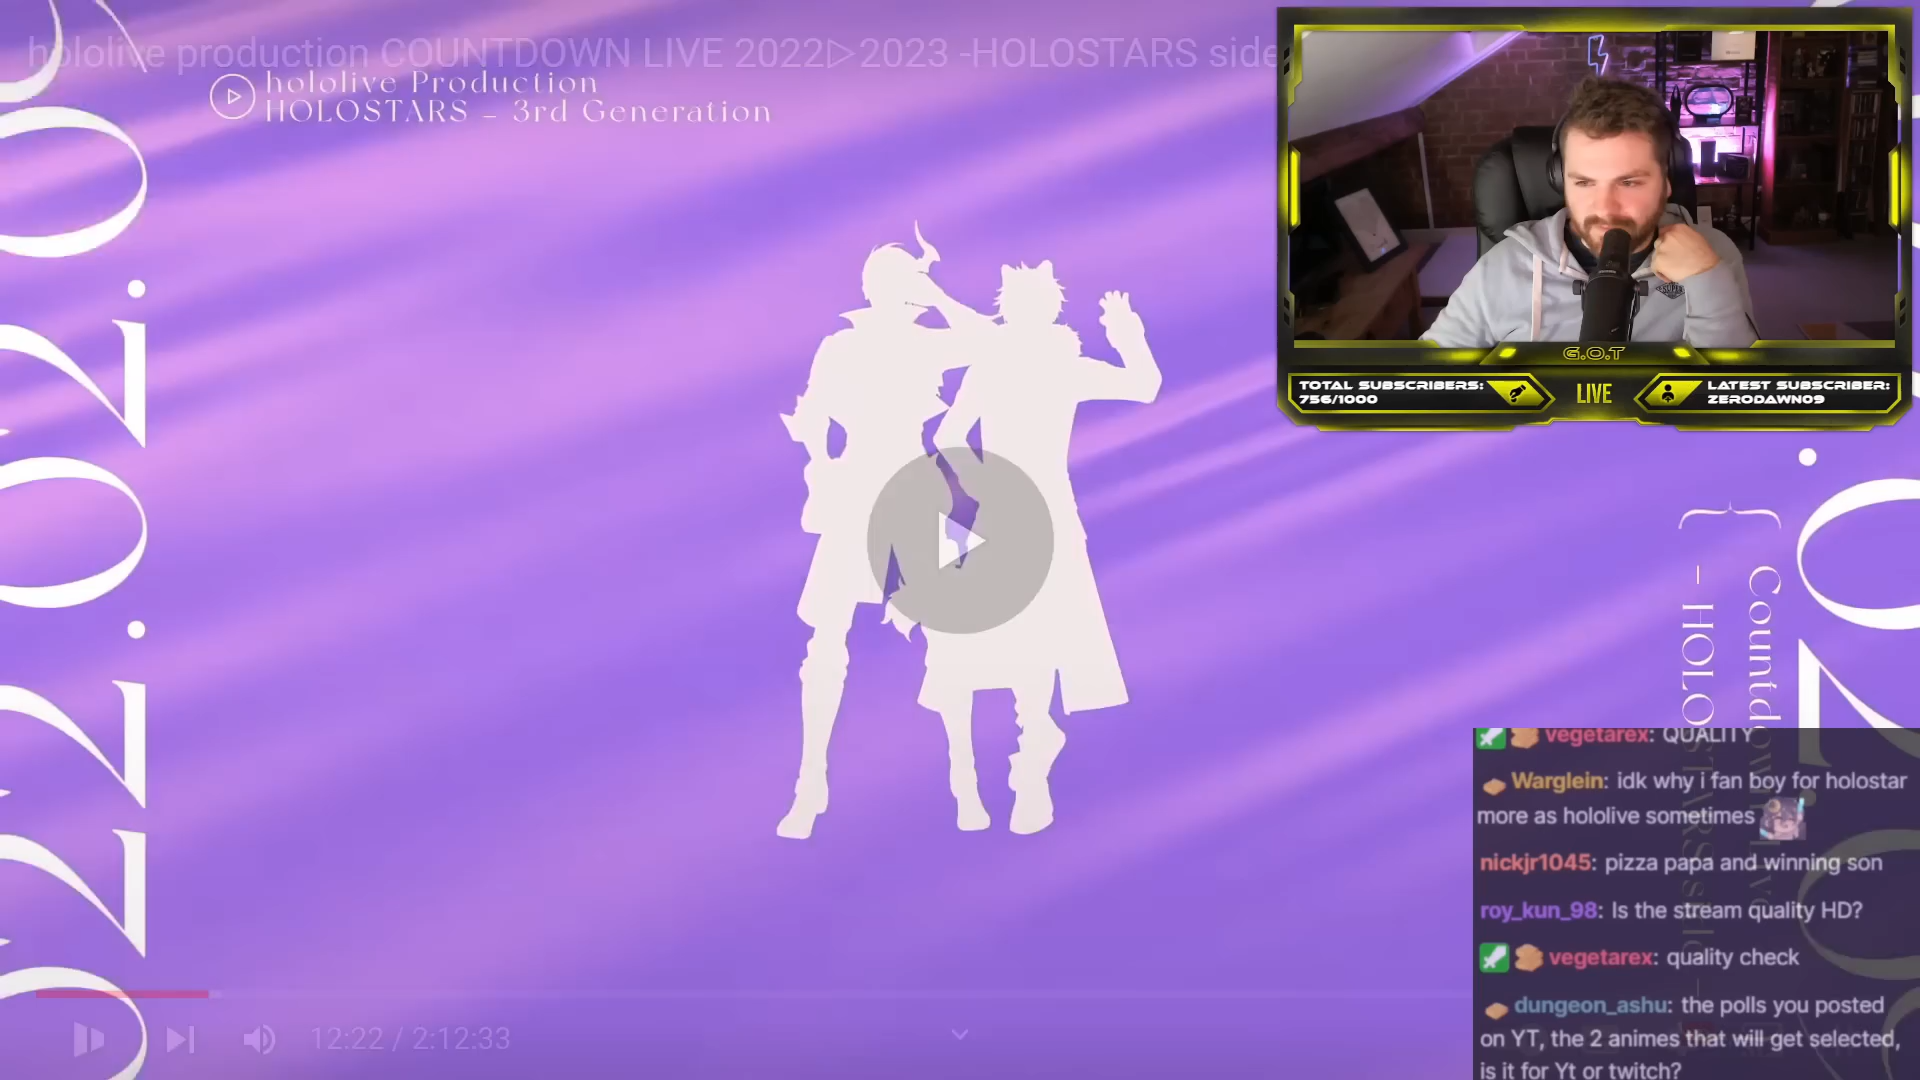 hololive production COUNTDOWN LIVE 2022▷2023 -HOLOSTARS side
hololive Production
HOLOSTARS – 3rd Generation
G.O.T
TOTAL SUBSCRIBERS:
756/1000
LIVE
LATEST SUBSCRIBER:
ZERODAWN09
vegetarex: QUALITY
Warglein: idk why i fan boy for holostar
more as hololive sometimes
nickjr1045: pizza papa and winning son
roy_kun_98: Is the stream quality HD?
vegetarex: quality check
dungeon_ashu: the polls you posted
on YT, the 2 animes that will get selected,
is it for Yt or twitch?
12:22 / 2:12:33
022.02.0